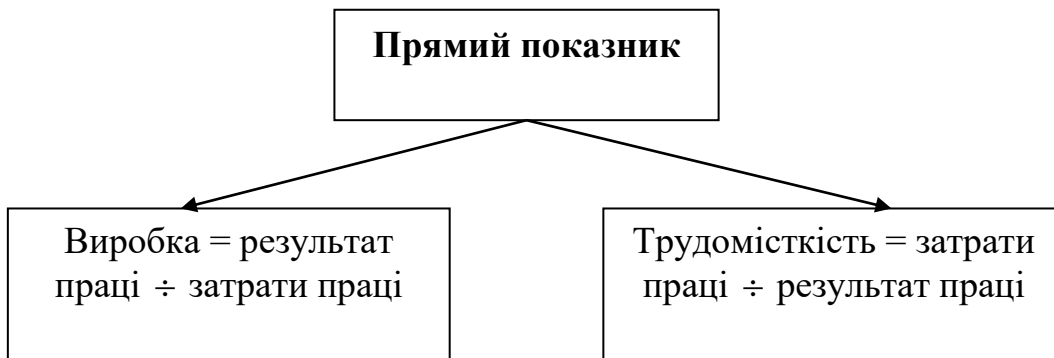 Прямий показник
Виробка = результат
праці ÷ затрати праці
Трудомісткість = затрати
праці ÷ результат праці